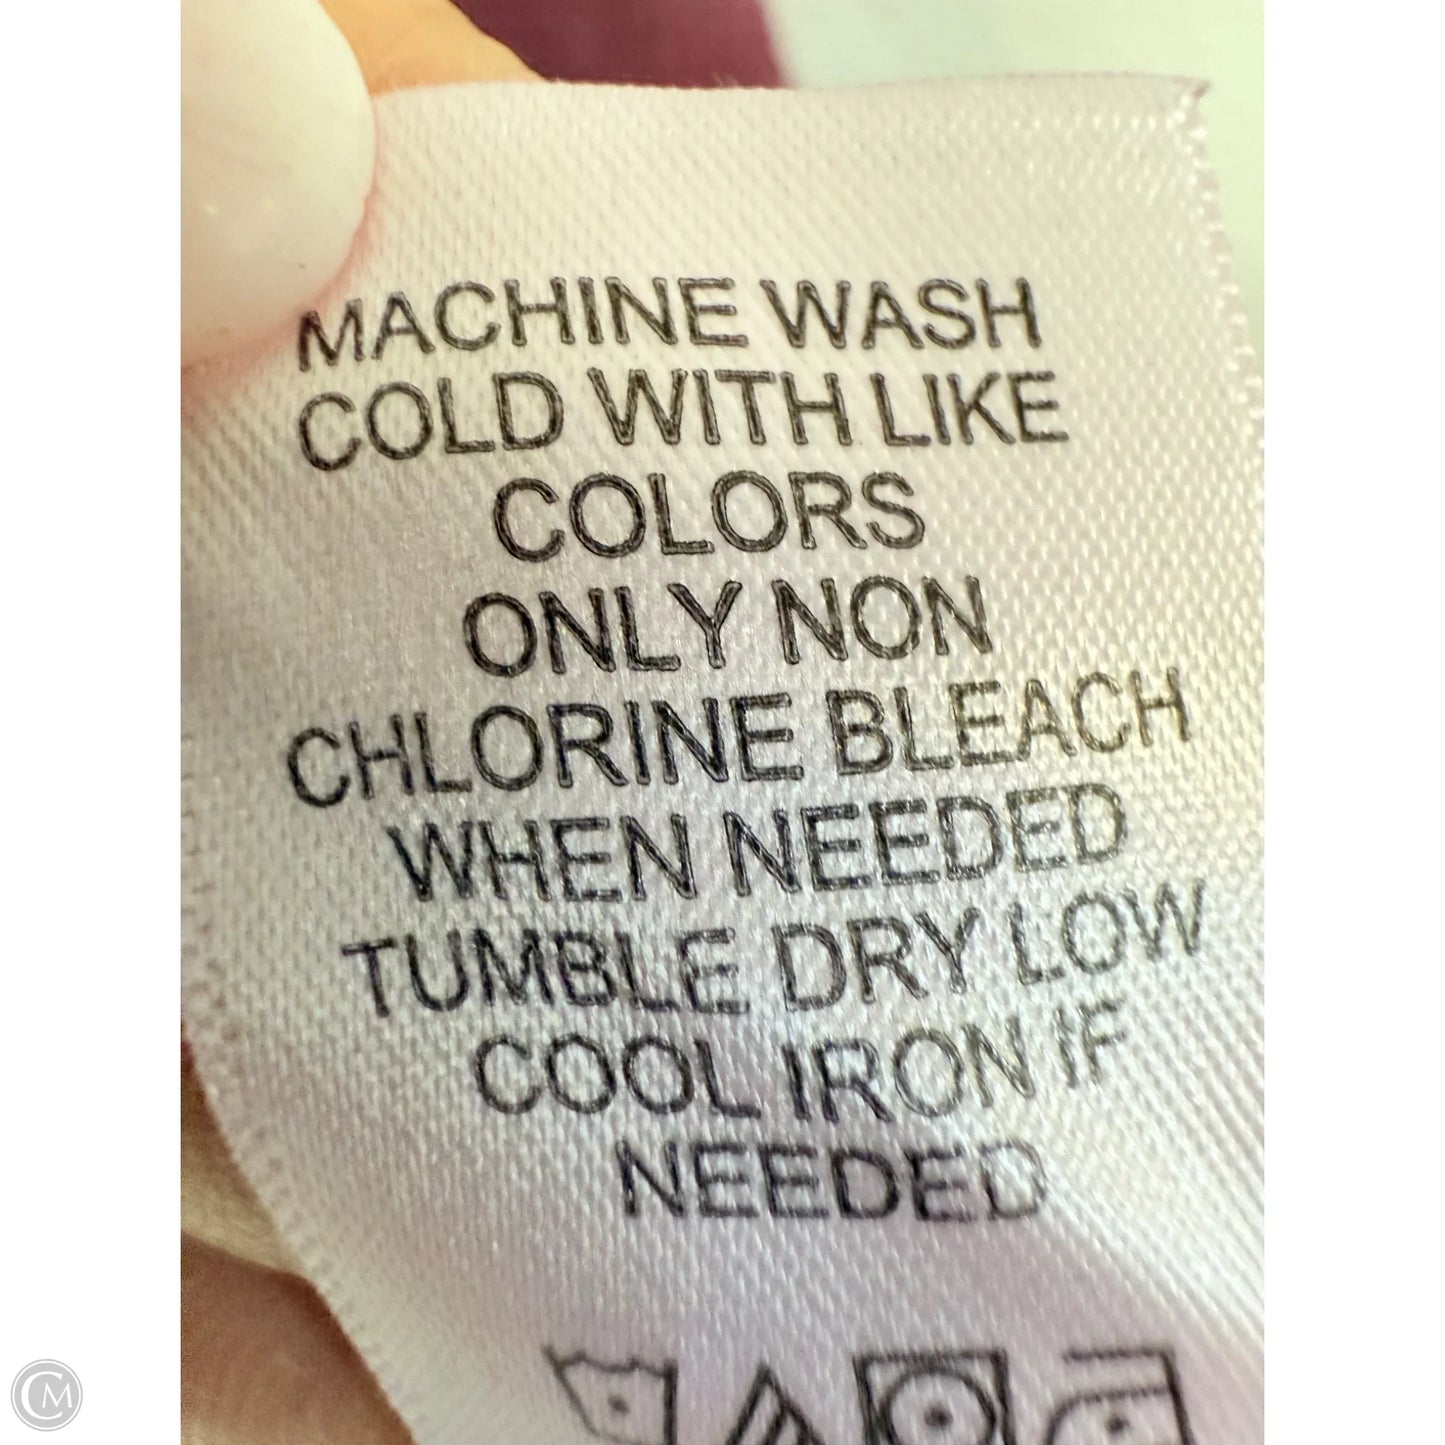 MACHINE WASH
COLD WITH LIKE
COLORS
ONLY NON
CHLORINE BLEACH
WHEN NEEDED
TUMBLE DRY LOW
COOL IRON IF
NEEDED
CM